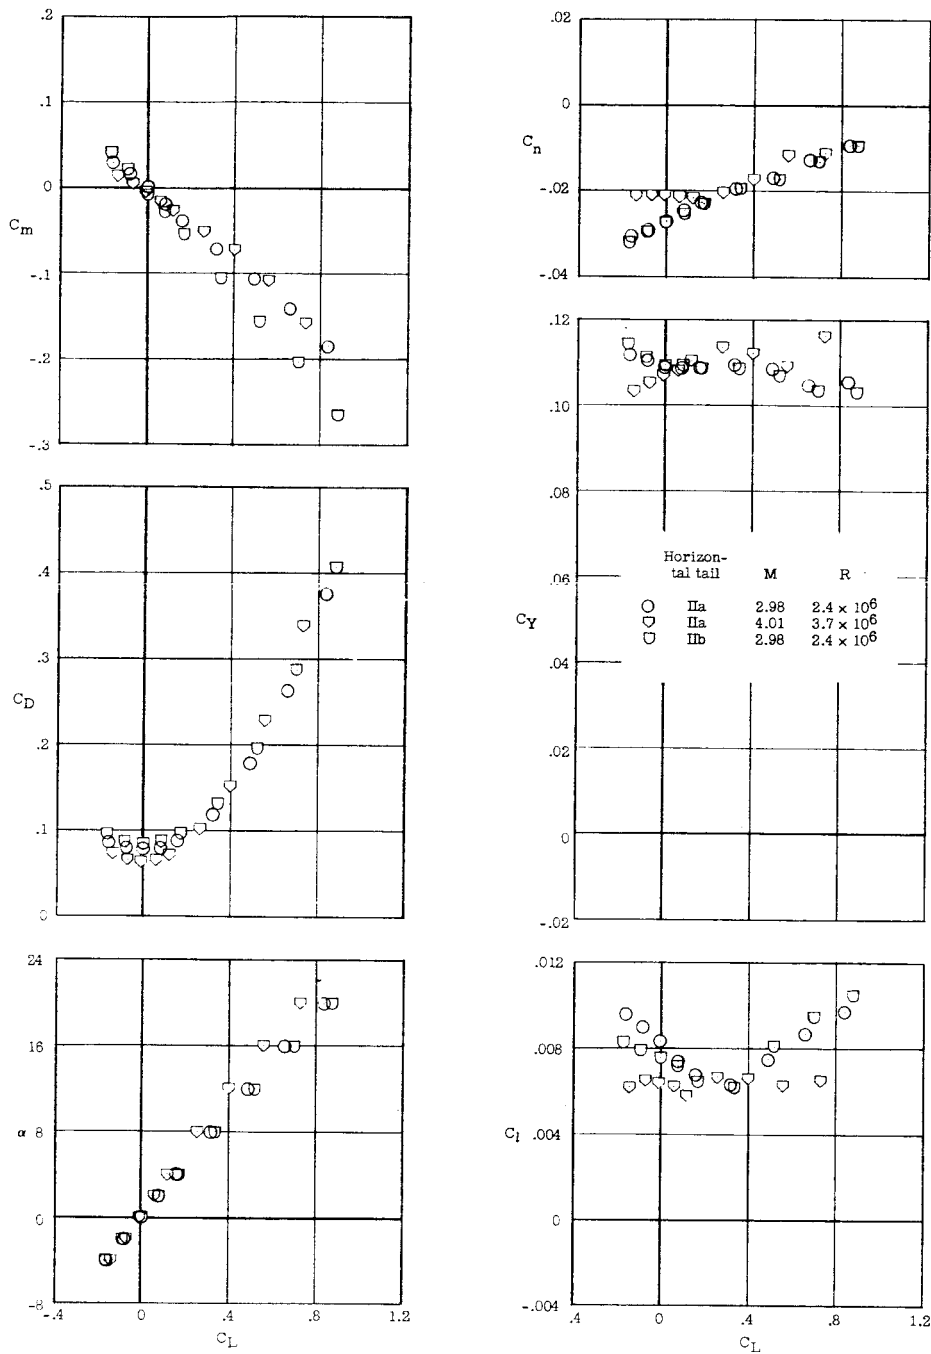 .2
.1
0
C_m
-.1
-.2
-.3
.5
.4
.3
C_D
.2
.1
0
24
16
α 8
0
-8
-.4 0 .4 .8 1.2
C_L
.02
0
C_n
-.02
-.04
.12
.10
.08
Horizon-
tal tail M R
.06
IIa 2.98 2.4 × 10^6
C_Y
IIa 4.01 3.7 × 10^6
IIb 2.98 2.4 × 10^6
.04
.02
0
-.02
.012
.008
C_l .004
0
-.004
.4 0 .4 .8 1.2
C_L